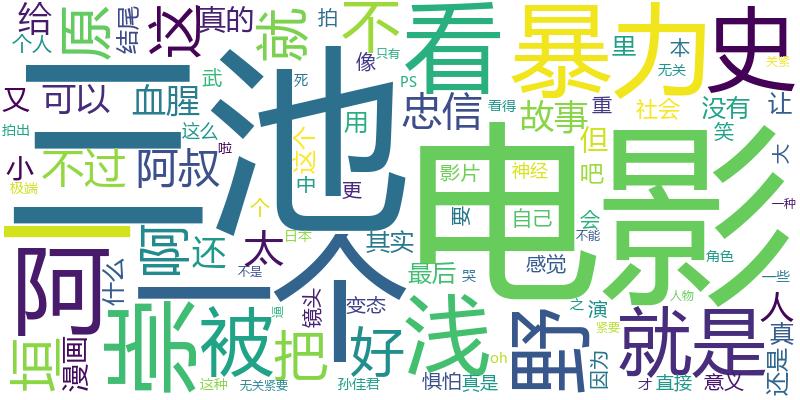 给
个人
原
结尾
这
真的
拍
就
不
像
只有
看
暴力
里
史
本
无关
关紧
三池
又
可以
血腥
武
死
PS
忠信
故事
重
社会
没有
让
拍出
这么
用
看得
但
笑
小
不过
阿叔
啦
这个
中
更
电影
影片
神经
吧
大
极端
一
一个
个
要
自己
会
一种
阿
啊
还
太
日本
其实
不能
什么
不是
最后
哭
感觉
角色
一些
崇
被
嘣
镜头
变态
浅
野
之
演
就是
人物
人
垣
漫画
把
好
紧要
真
这种
无关紧要
孙佳君
惧怕
真是
oh
因为
才
直接
意义
还是